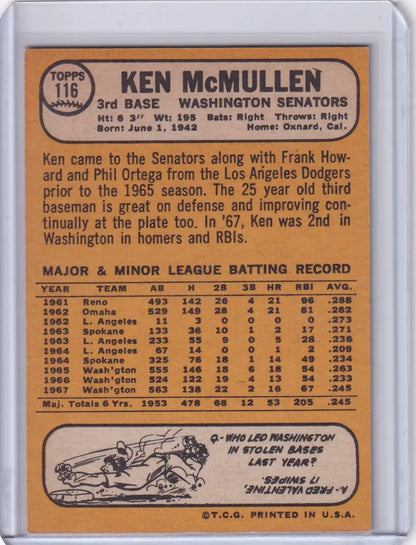 TOPPS
116
KEN McMULLEN
3rd BASE WASHINGTON SENATORS
Ht: 6 3" Wt: 195 Bats: Right Throws: Right
Born: June 1, 1942 Home: Oxnard, Cal.
Ken came to the Senators along with Frank How-
ard and Phil Ortega from the Los Angeles Dodgers
prior to the 1965 season. The 25 year old third
baseman is great on defense and improving con-
tinually at the plate too. In '67, Ken was 2nd in
Washington in homers and RBIs.
MAJOR & MINOR LEAGUE BATTING RECORD
YEAR TEAM AB H 2B 3B HR RBI AVG.
1961 Reno 493 142 26 4 21 96 .288
1962 Omaha 529 149 28 4 21 81 .282
1962 L. Angeles 11 3 0 0 0 0 .273
1963 Spokane 133 36 10 1 2 17 .271
1963 L. Angeles 233 55 9 0 5 28 .236
1964 L. Angeles 67 14 0 0 1 2 .209
1964 Spokane 325 76 18 1 14 49 .234
1965 Wash'gton 555 146 18 6 18 54 .263
1966 Wash'gton 524 122 19 4 13 54 .233
1967 Wash'gton 563 138 22 2 16 67 .245
Maj. Totals 6 Yrs. 1953 478 68 12 53 205 .245
Q-WHO LED WASHINGTON
IN STOLEN BASES
LAST YEAR?
A-FRED VALENTINE,
17 SWIPES.
©T.C.G. PRINTED IN U.S.A.